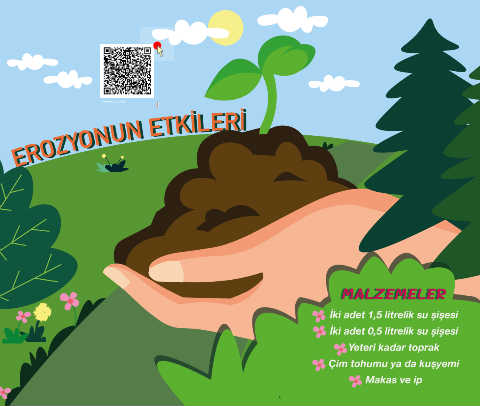 EROZYONUN ETKİLERİ
MALZEMELER
İki adet 1,5 litrelik su şişesi
İki adet 0,5 litrelik su şişesi
Yeteri kadar toprak
Çim tohumu ya da kuşyemi
Makas ve ip